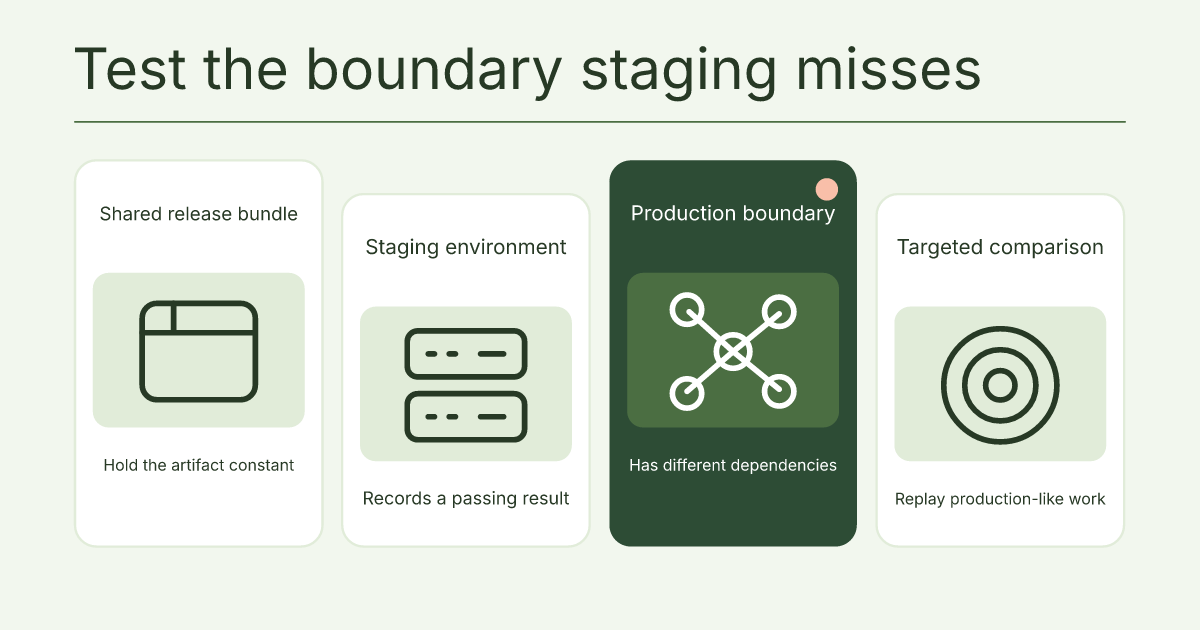 Test the boundary staging misses
Shared release bundle
Hold the artifact constant
Staging environment
Records a passing result
Production boundary
Has different dependencies
Targeted comparison
Replay production-like work